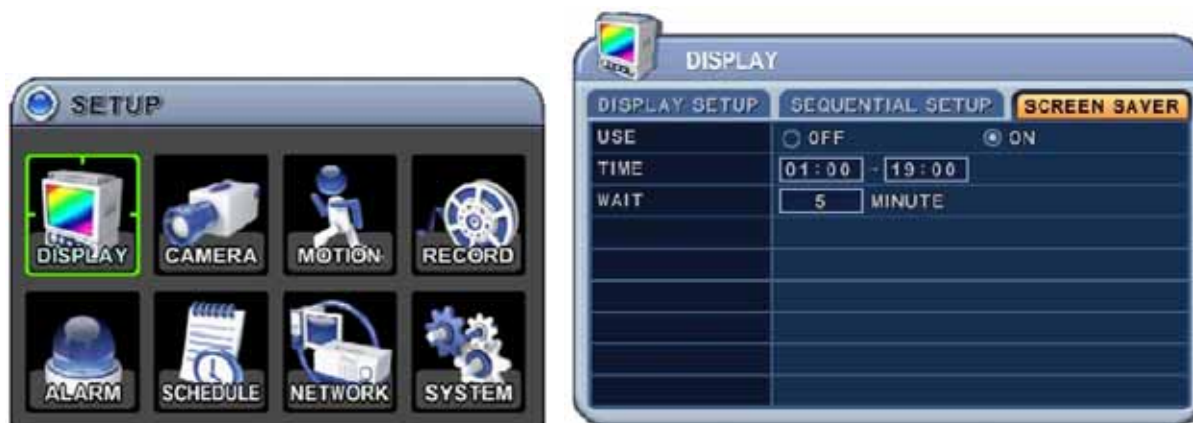 SETUP
DISPLAY CAMERA MOTION RECORD
ALARM SCHEDULE NETWORK SYSTEM
DISPLAY
DISPLAY SETUP SEQUENTIAL SETUP SCREEN SAVER
USE OFF ON
TIME 01:00 - 19:00
WAIT 5 MINUTE